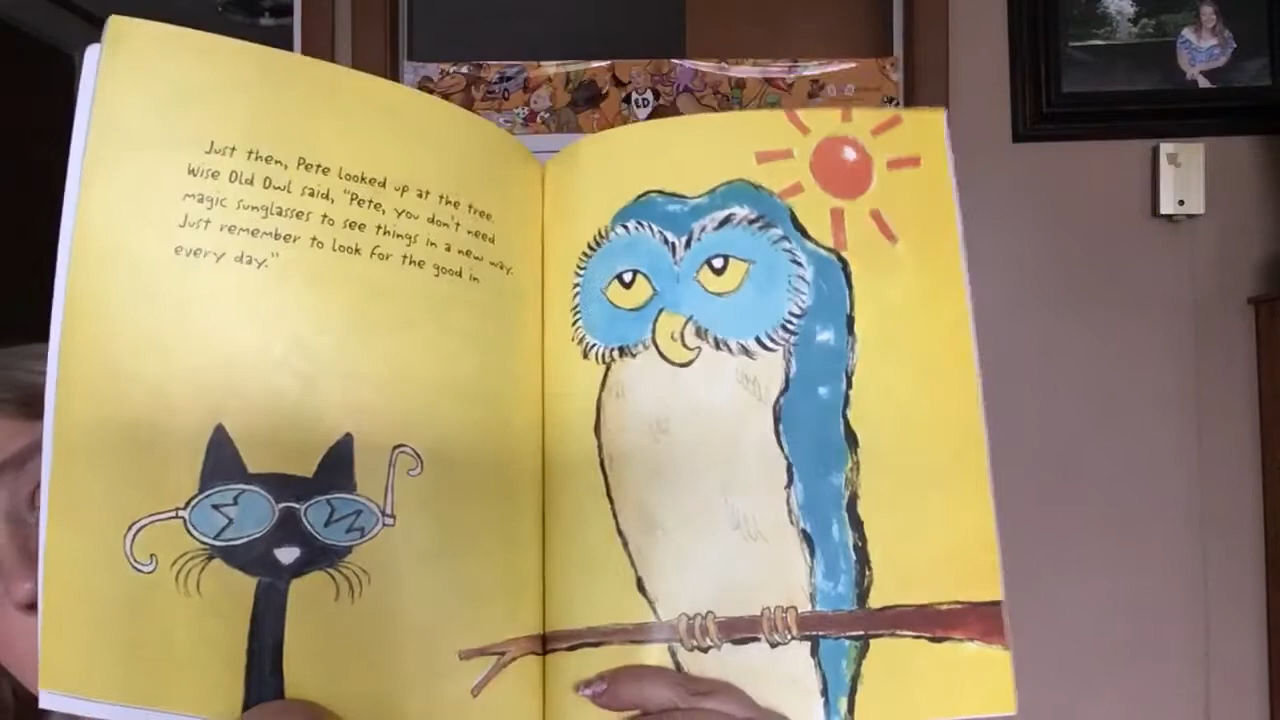 Just then, Pete looked up at the tree.
Wise Old Owl said, "Pete, you don't need
magic sunglasses to see things in a new way.
Just remember to look for the good in
every day."
ED